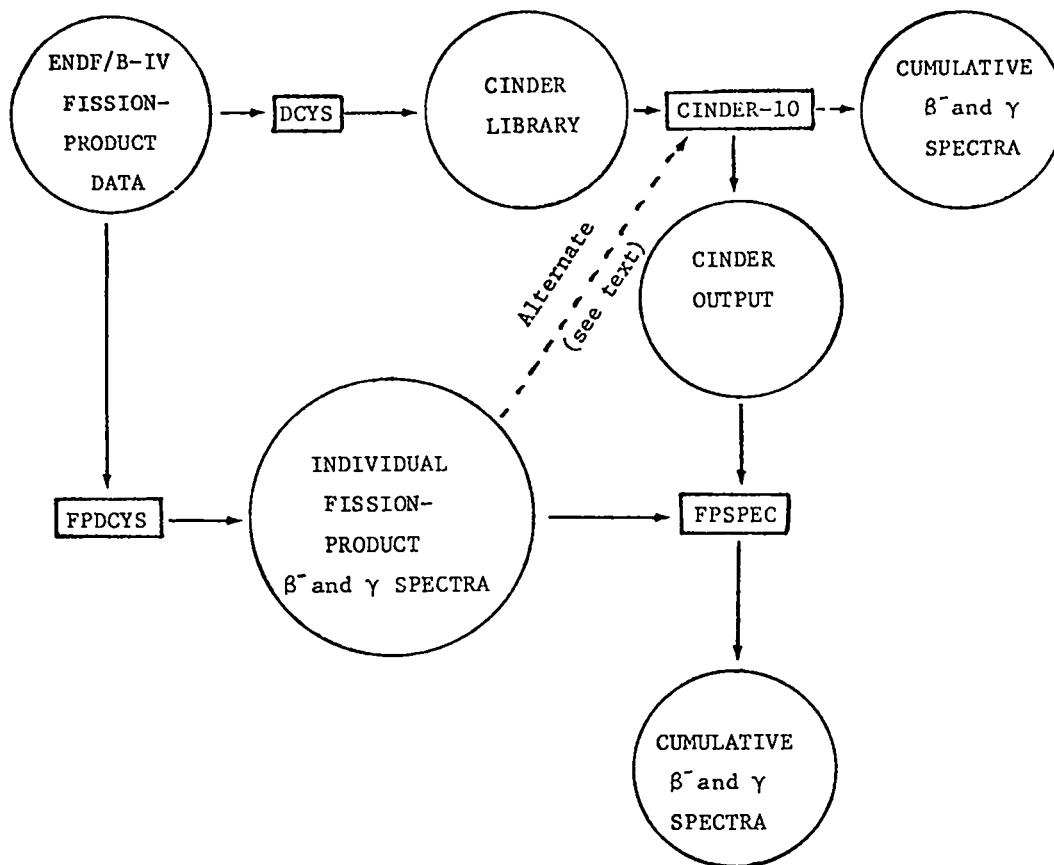 ENDF/B-IV
FISSION-
PRODUCT
DATA
DCYS
CINDER
LIBRARY
CINDER-10
CUMULATIVE
β⁻ and γ
SPECTRA
Alternate
(see text)
CINDER
OUTPUT
FPDCYS
INDIVIDUAL
FISSION-
PRODUCT
β⁻ and γ SPECTRA
FPSPEC
CUMULATIVE
β⁻ and γ
SPECTRA